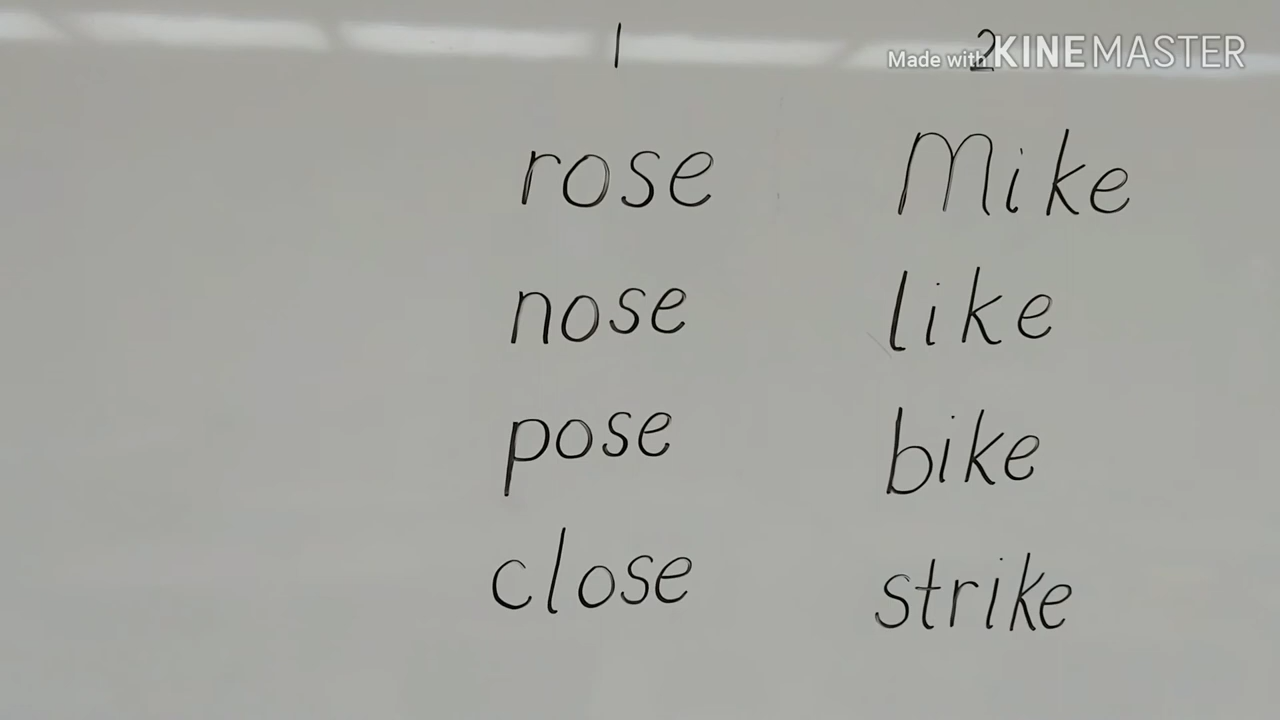 1 2
Made with KINEMASTER
rose Mike
nose like
pose bike
close strike